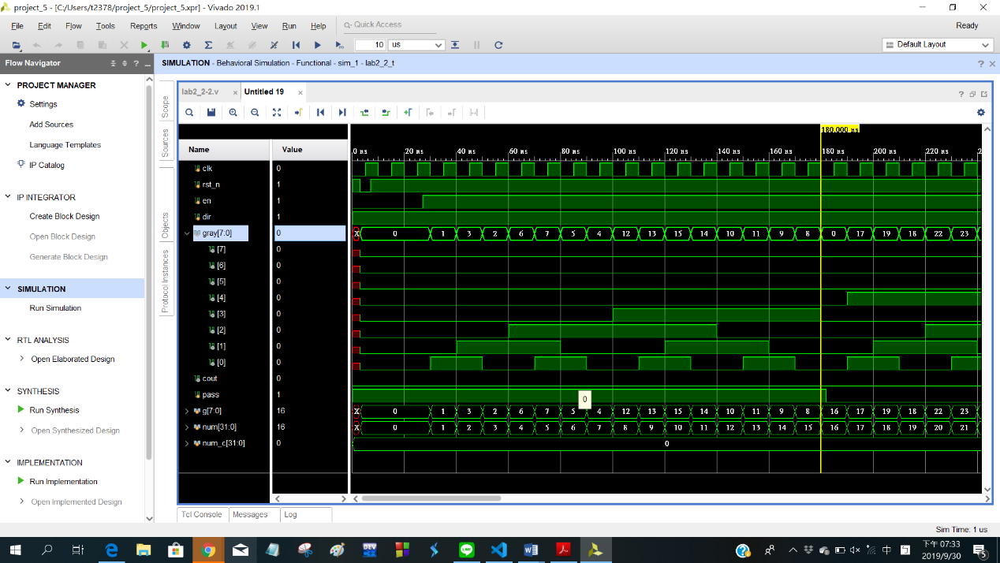 project_5 - [C:/Users/t2378/project_5/project_5.xpr] - Vivado 2019.1
File Edit Flow Tools Reports Window Layout View Run Help Quick Access Ready
10 us Default Layout
Flow Navigator
SIMULATION - Behavioral Simulation - Functional - sim_1 - lab2_2_t
PROJECT MANAGER
Settings
Add Sources
Language Templates
IP Catalog
IP INTEGRATOR
Create Block Design
Open Block Design
Generate Block Design
SIMULATION
Run Simulation
RTL ANALYSIS
Open Elaborated Design
SYNTHESIS
Run Synthesis
Open Synthesized Design
IMPLEMENTATION
Run Implementation
Open Implemented Design
Scope
Sources
Objects
Protocol Instances
lab2_2-2.v Untitled 19
180.000 ns
Name Value 0 ns 20 ns 40 ns 60 ns 80 ns 100 ns 120 ns 140 ns 160 ns 180 ns 200 ns 220 ns 2
clk 0
rst_n 1
en 1
dir 1
gray[7:0] 0 X 0 1 3 2 6 7 5 4 12 13 15 14 10 11 9 8 0 17 19 18 22 23
[7] 0
[6] 0
[5] 0
[4] 0
[3] 0
[2] 0
[1] 0
[0] 0
cout 0
pass 1
0
g[7:0] 16 X 0 1 3 2 6 7 5 4 12 13 15 14 10 11 9 8 16 17 19 18 22 23
num[31:0] 16 X 0 1 2 3 4 5 6 7 8 9 10 11 12 13 14 15 16 17 18 19 20 21
num_c[31:0] 0 0
Tcl Console Messages Log
Sim Time: 1 us
DEV
LINE
中
下午 07:33
2019/9/30
5